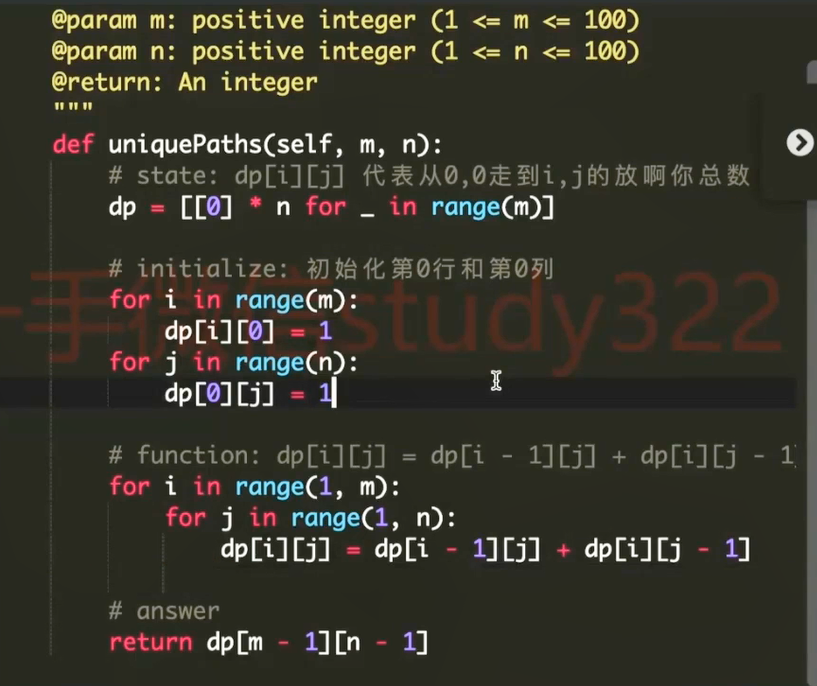 @param m: positive integer (1 <= m <= 100)
@param n: positive integer (1 <= n <= 100)
@return: An integer
"""
def uniquePaths(self, m, n):
# state: dp[i][j] 代表从0,0走到i,j的放啊你总数
dp = [[0] * n for _ in range(m)]
# initialize: 初始化第0行和第0列
for i in range(m):
dp[i][0] = 1
for j in range(n):
dp[0][j] = 1
# function: dp[i][j] = dp[i - 1][j] + dp[i][j - 1]
for i in range(1, m):
for j in range(1, n):
dp[i][j] = dp[i - 1][j] + dp[i][j - 1]
# answer
return dp[m - 1][n - 1]
一手微信study322